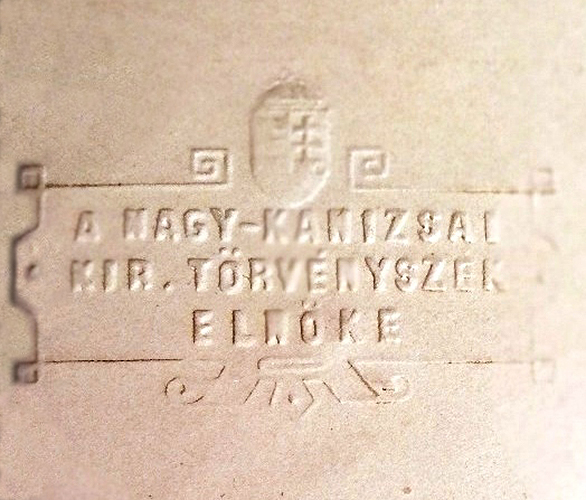 A NAGY-KANIZSAI
KIR. TÖRVÉNYSZÉK
ELNÖKE